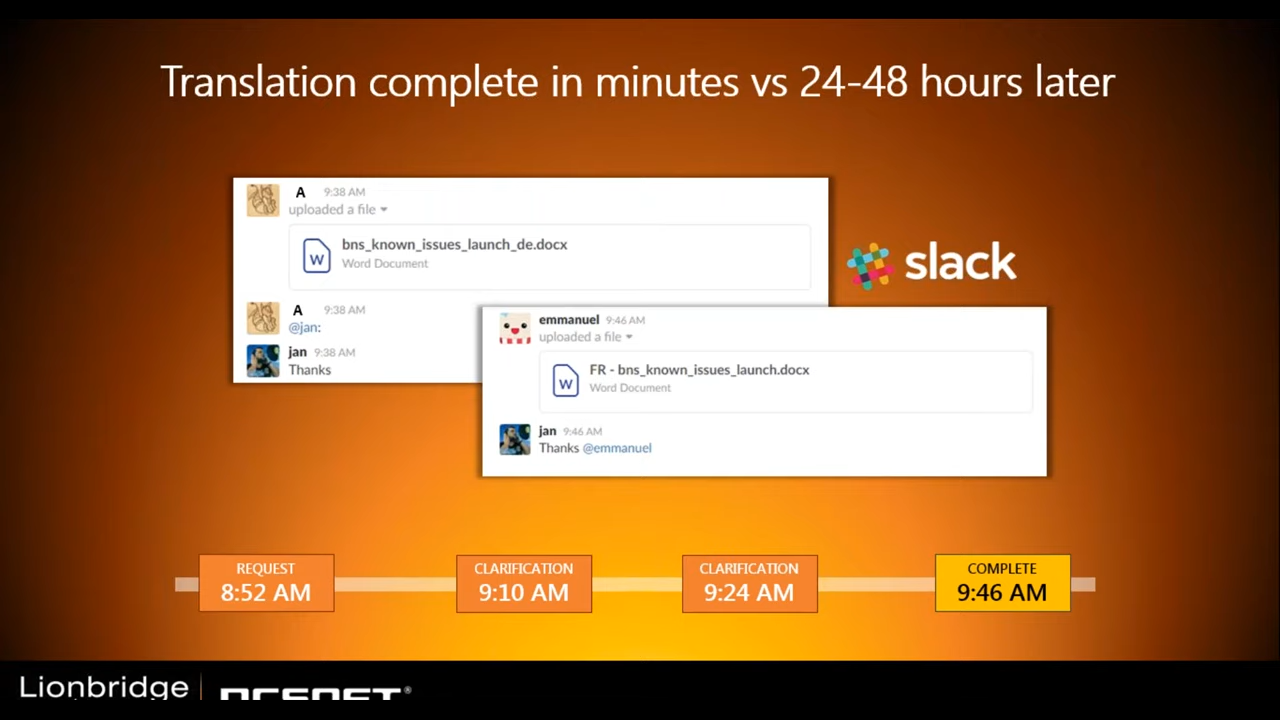 Translation complete in minutes vs 24-48 hours later
A 9:38 AM
uploaded a file
bns_known_issues_launch_de.docx
Word Document
A 9:38 AM
@jan:
jan 9:38 AM
Thanks
slack
emmanuel 9:46 AM
uploaded a file
FR - bns_known_issues_launch.docx
Word Document
jan 9:46 AM
Thanks @emmanuel
REQUEST
8:52 AM
CLARIFICATION
9:10 AM
CLARIFICATION
9:24 AM
COMPLETE
9:46 AM
Lionbridge